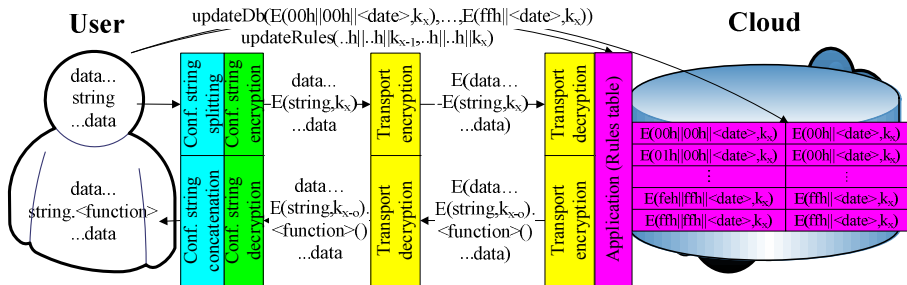 User
Cloud
updateDb(E(00h||00h||<date>,kx),…,E(ffh||<date>,kx))
updateRules(..h||..h||kx-1,..h||..h||kx)
data...
string
...data
Conf. string
splitting
Conf. string
encryption
data...
E(string,kx)
...data
Transport
encryption
E(data...
E(string,kx)
...data)
Transport
decryption
Application (Rules table)
E(00h||00h||<date>,kx)
E(00h||<date>,kx)
E(01h||00h||<date>,kx)
E(00h||<date>,kx)
⋮
⋮
E(feh||ffh||<date>,kx)
E(ffh||<date>,kx)
E(ffh||ffh||<date>,kx)
E(ffh||<date>,kx)
data...
string.<function>
...data
Conf. string
concatenation
Conf. string
decryption
data…
E(string,kx-o).
<function>()
...data
Transport
decryption
E(data…
E(string,kx-o).
<function>()
...data)
Transport
encryption